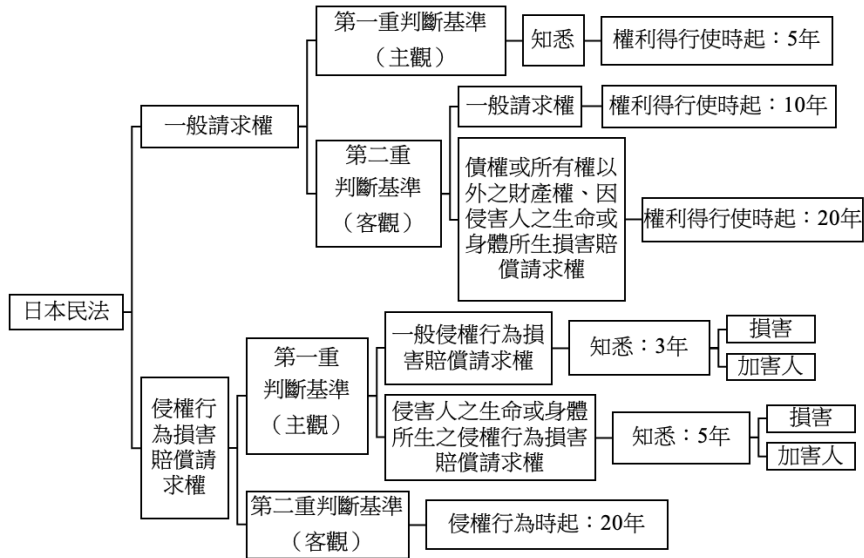 日本民法
一般請求權
第一重判斷基準
（主觀）
知悉
權利得行使時起：5年
第二重
判斷基準
（客觀）
一般請求權
權利得行使時起：10年
債權或所有權以
外之財產權、因
侵害人之生命或
身體所生損害賠
償請求權
權利得行使時起：20年
侵權行
為損害
賠償請
求權
第一重
判斷基準
（主觀）
一般侵權行為損
害賠償請求權
知悉：3年
損害
加害人
侵害人之生命或身體
所生之侵權行為損害
賠償請求權
知悉：5年
損害
加害人
第二重判斷基準
（客觀）
侵權行為時起：20年